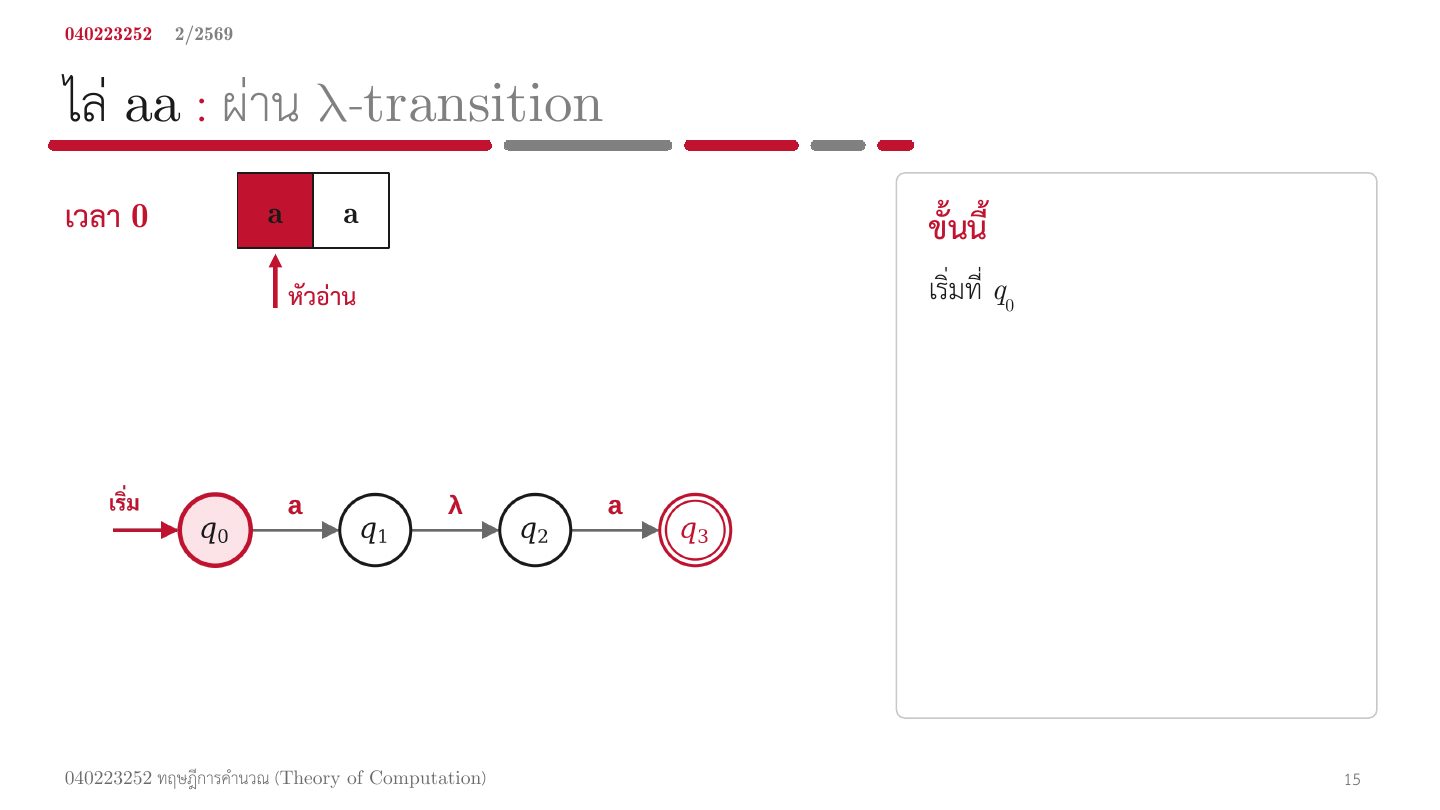 040223252 2/2569
ไล่ aa : ผ่าน λ-transition
เวลา 0
a a
หัวอ่าน
ขั้นนี้
เริ่มที่ q₀
เริ่ม a λ a
q₀ q₁ q₂ q₃
040223252 ทฤษฎีการคำนวณ (Theory of Computation) 15